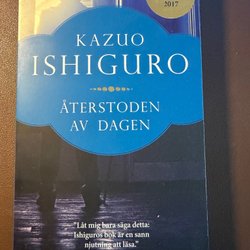 2017
KAZUO
ISHIGURO
ÅTERSTODEN
AV DAGEN
"Låt mig bara säga detta:
Ishiguros bok är en sann
njutning att läsa."